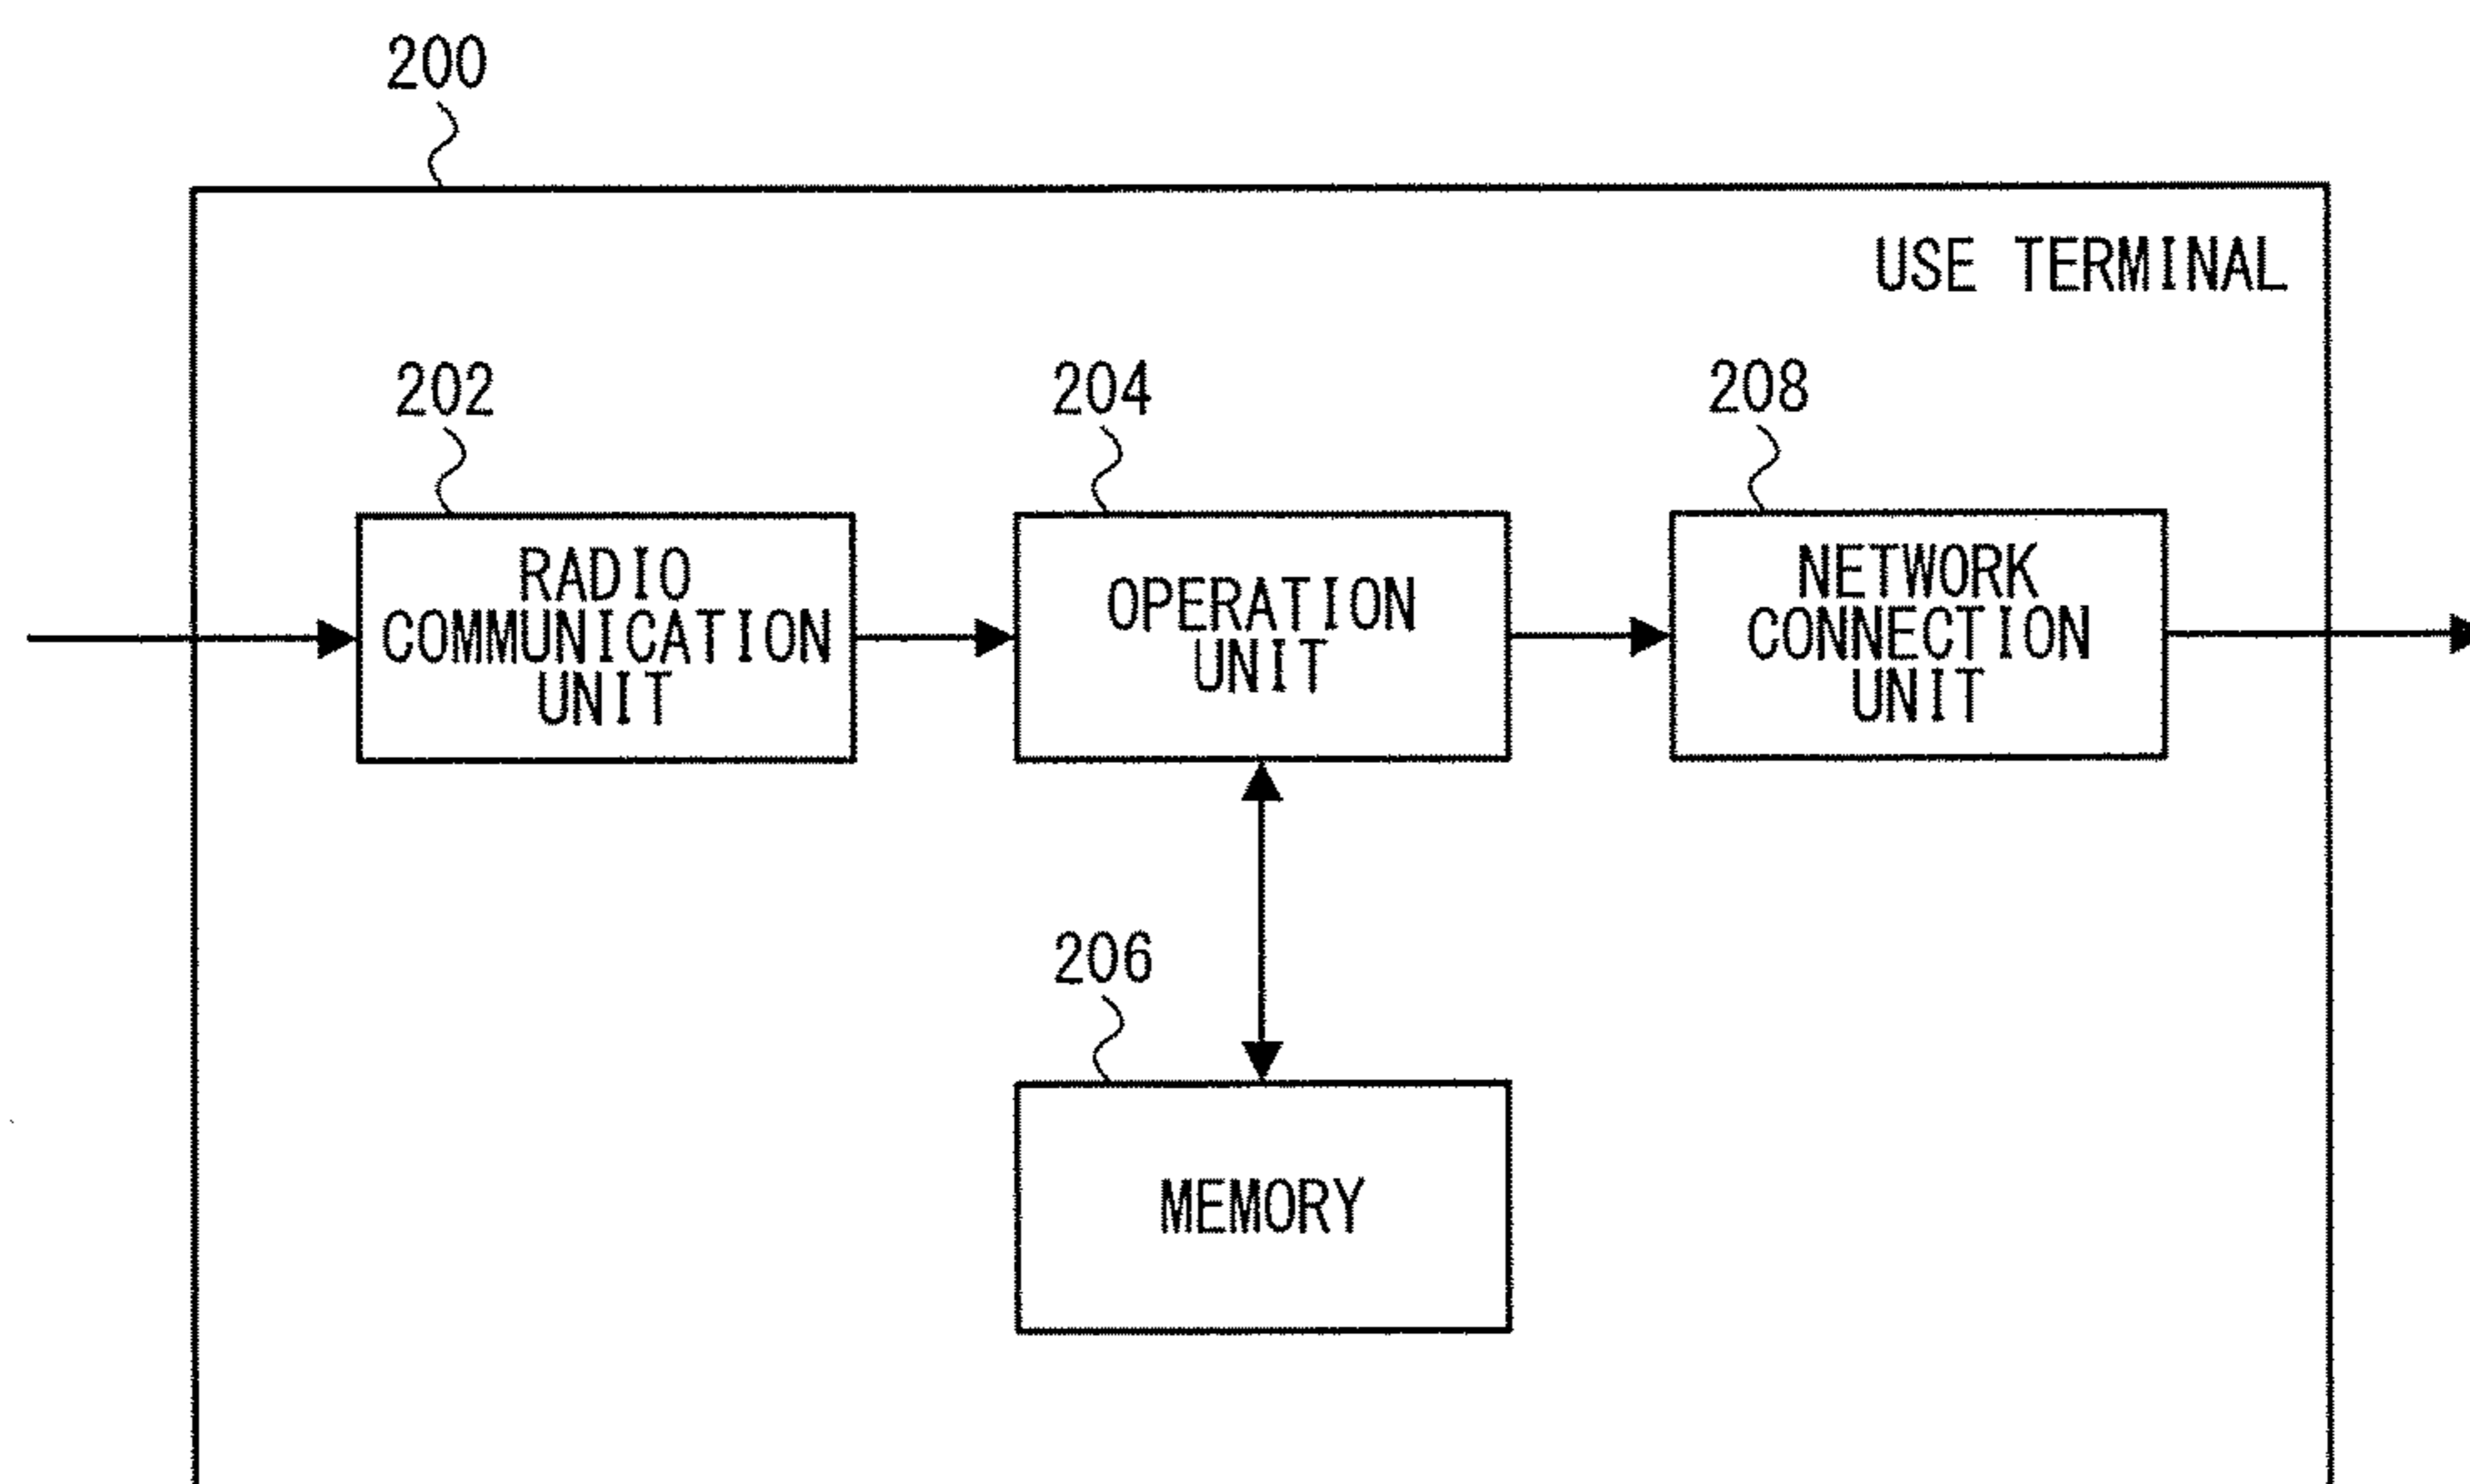 200
USE TERMINAL
202
204
208
RADIO
COMMUNICATION
UNIT
OPERATION
UNIT
NETWORK
CONNECTION
UNIT
206
MEMORY